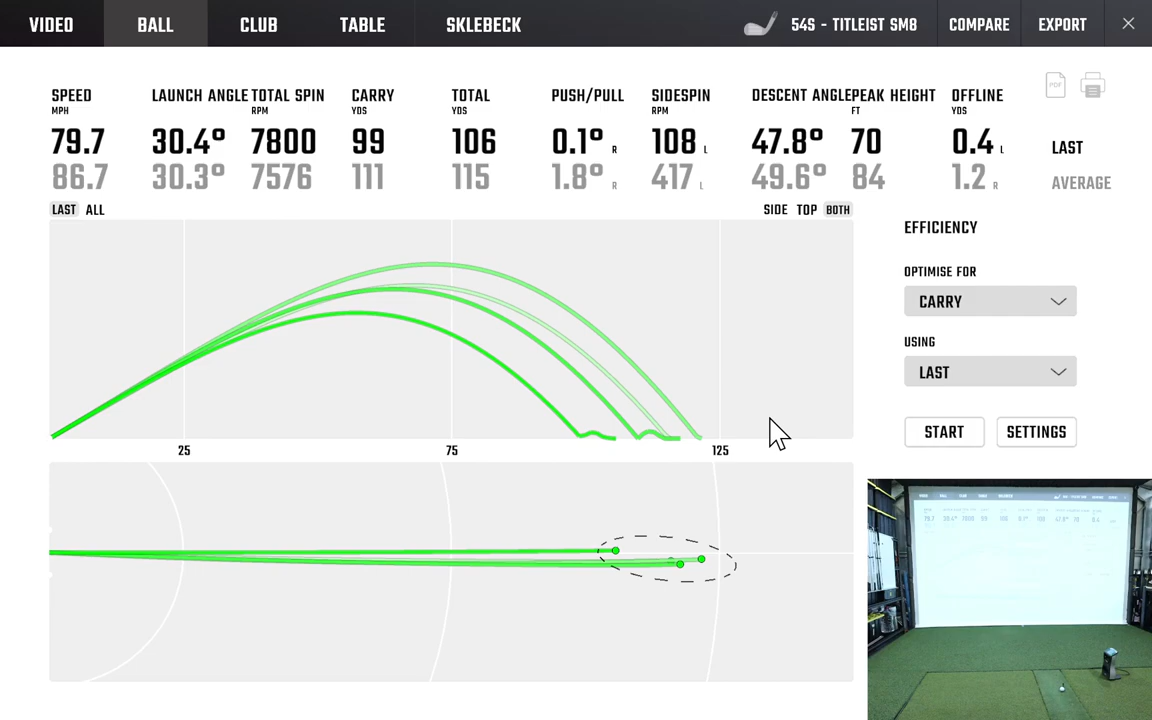 VIDEO BALL CLUB TABLE SKLEBECK 54S - TITLEIST SM8 COMPARE EXPORT
SPEED LAUNCH ANGLE TOTAL SPIN CARRY TOTAL PUSH/PULL SIDESPIN DESCENT ANGLE PEAK HEIGHT OFFLINE
MPH RPM YDS YDS RPM FT YDS
PDF
79.7 30.4° 7800 99 106 0.1° R 108 L 47.8° 70 0.4 L LAST
86.7 30.3° 7576 111 115 1.8° R 417 L 49.6° 84 1.2 R AVERAGE
LAST ALL SIDE TOP BOTH
EFFICIENCY
OPTIMISE FOR
CARRY
USING
LAST
START SETTINGS
25 75 125